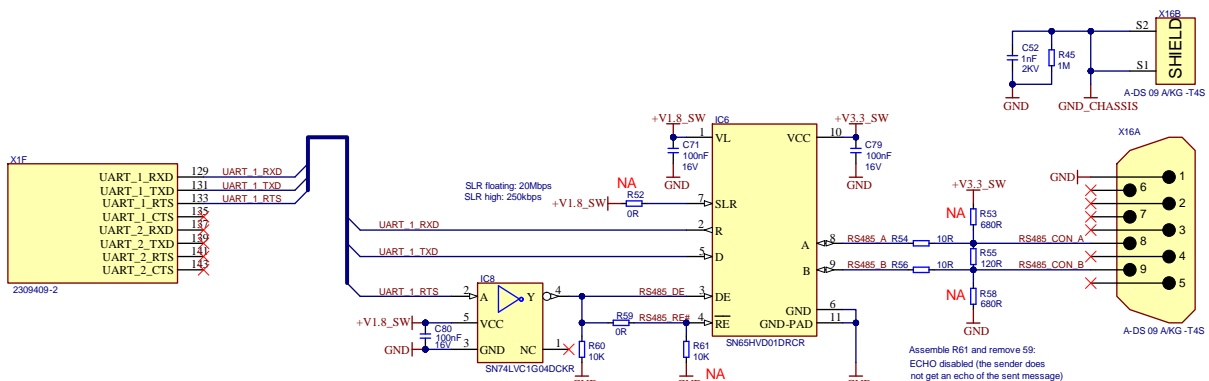 X16B
S2
SHIELD
S1
C52
1nF
2KV
R45
1M
GND
GND_CHASSIS
A-DS 09 A/KG -T4S
X1F
UART_1_RXD 129 UART_1_RXD
UART_1_TXD 131 UART_1_TXD
UART_1_RTS 133 UART_1_RTS
UART_1_CTS 135
UART_2_RXD 137
UART_2_TXD 139
UART_2_RTS 141
UART_2_CTS 143
2309409-2
SLR floating: 20Mbps
SLR high: 250kbps
UART_1_RXD
UART_1_TXD
UART_1_RTS
IC8
2 A Y 4
5 VCC
3 GND NC 1
SN74LVC1G04DCKR
+V1.8_SW
C80
100nF
16V
GND
+V1.8_SW
C71
100nF
16V
GND
NA
R52
+V1.8_SW
0R
IC6
1 VL VCC 10
7 SLR
2 R
5 D
A 8
B 9
3 DE
4 RE
GND 6
GND-PAD 11
SN65HVD01DRCR
RS485_DE
R59
0R
RS485_RE#
R60
10K
R61
10K
NA
GND
GND
+V3.3_SW
C79
100nF
16V
GND
+V3.3_SW
NA
R53
680R
RS485_A R54 10R RS485_CON_A
R55
120R
RS485_B R56 10R RS485_CON_B
NA
R58
680R
GND
GND
Assemble R61 and remove 59:
ECHO disabled (the sender does
not get an echo of the sent message)
X16A
GND
1
6
2
7
3
8
4
9
5
A-DS 09 A/KG -T4S